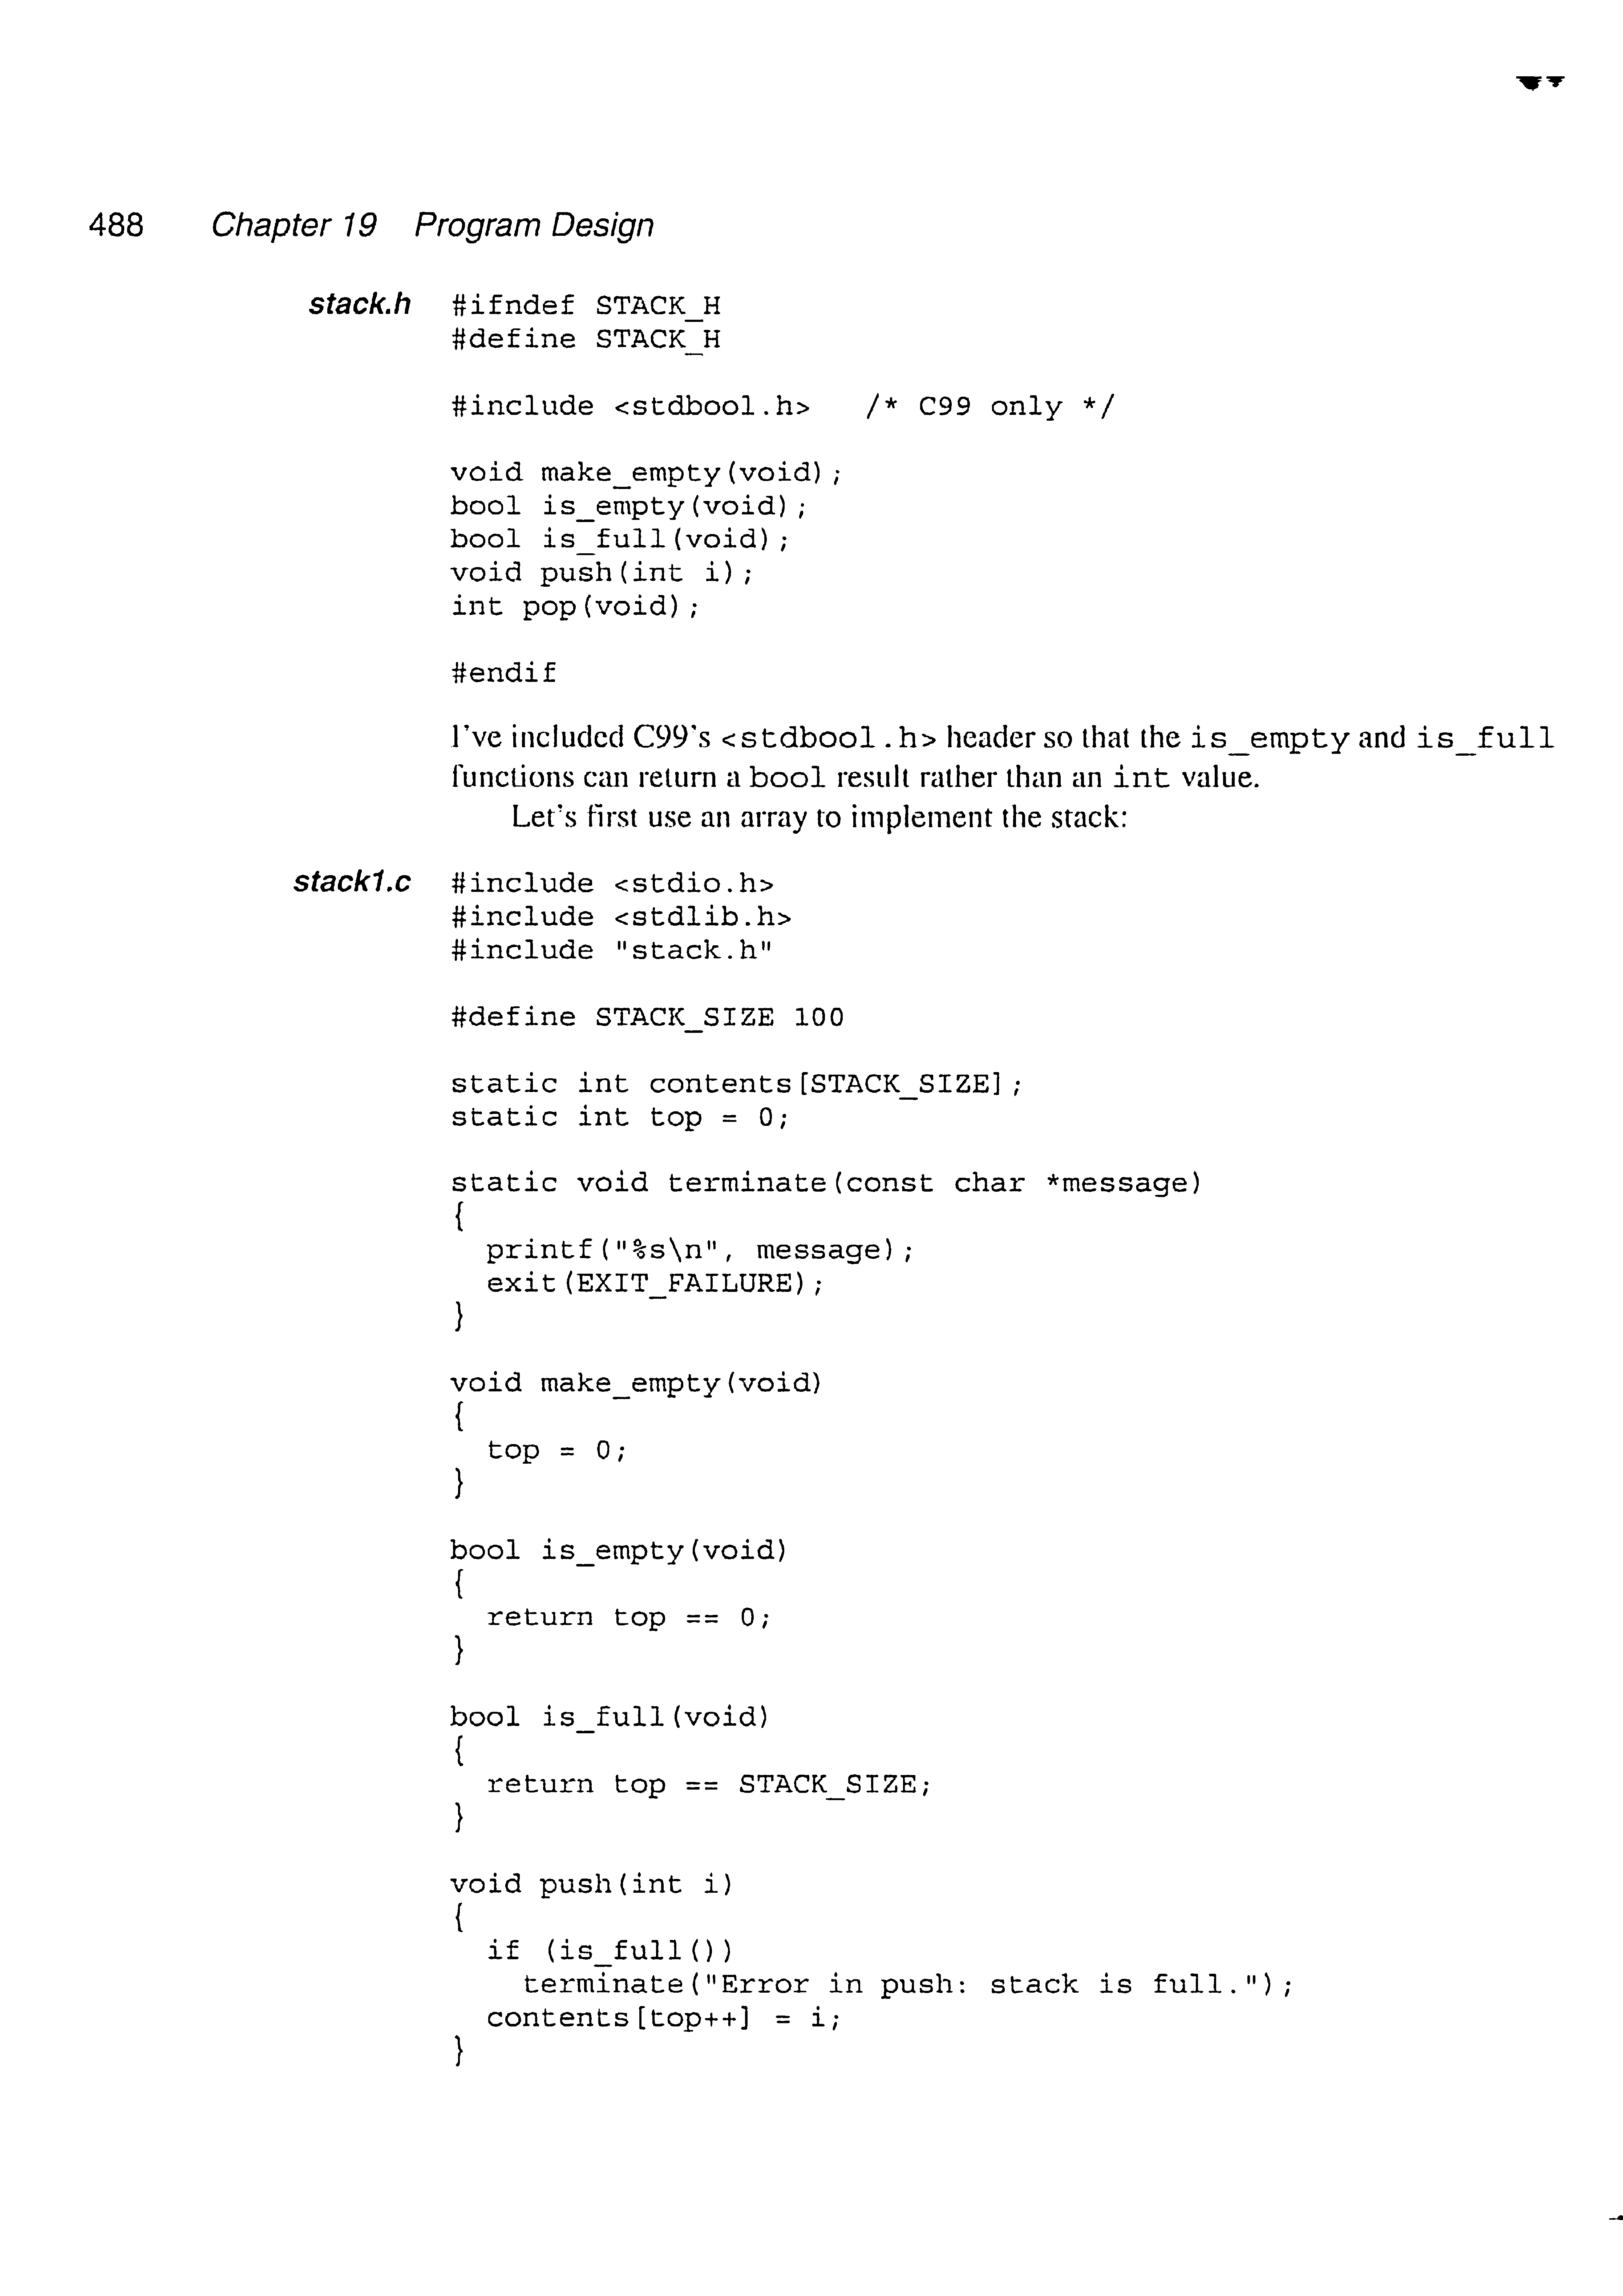 488 Chapter 19 Program Design
stack.h #ifndef STACK_H
#define STACK_H
#include <stdbool.h> /* C99 only */
void make_empty(void);
bool is_empty(void);
bool is_full(void);
void push(int i);
int pop(void);
#endif
I've included C99's <stdbool.h> header so that the is_empty and is_full
functions can return a bool result rather than an int value.
Let's first use an array to implement the stack:
stack1.c #include <stdio.h>
#include <stdlib.h>
#include "stack.h"
#define STACK_SIZE 100
static int contents[STACK_SIZE];
static int top = 0;
static void terminate(const char *message)
{
  printf("%s\n", message);
  exit(EXIT_FAILURE);
}
void make_empty(void)
{
  top = 0;
}
bool is_empty(void)
{
  return top == 0;
}
bool is_full(void)
{
  return top == STACK_SIZE;
}
void push(int i)
{
  if (is_full())
    terminate("Error in push: stack is full.");
  contents[top++] = i;
}